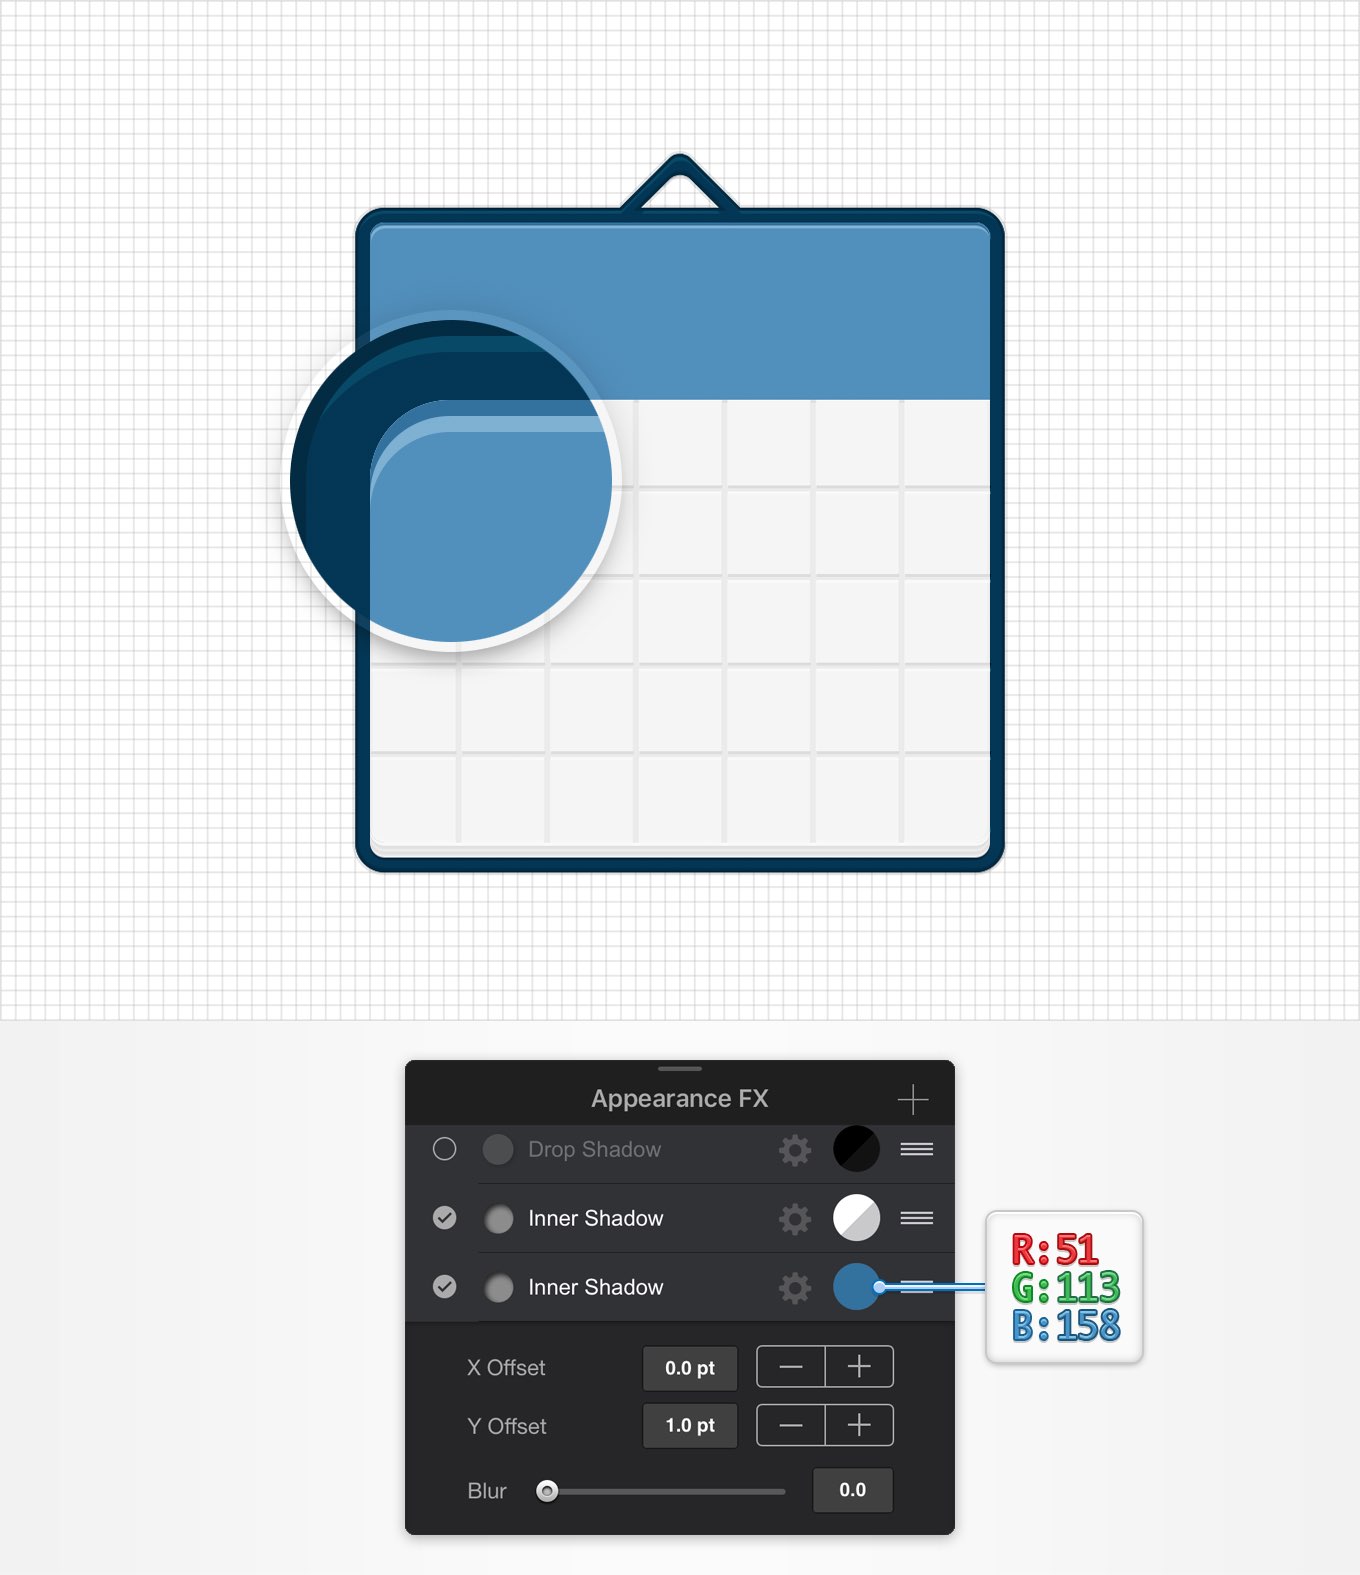 Appearance FX
Drop Shadow
Inner Shadow
Inner Shadow
R:51
G:113
B:158
X Offset 0.0 pt
Y Offset 1.0 pt
Blur 0.0